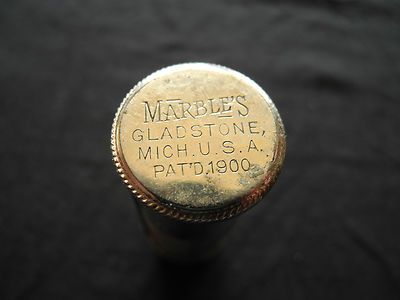 MARBLE'S
GLADSTONE,
MICH. U.S.A.
PAT'D. 1900